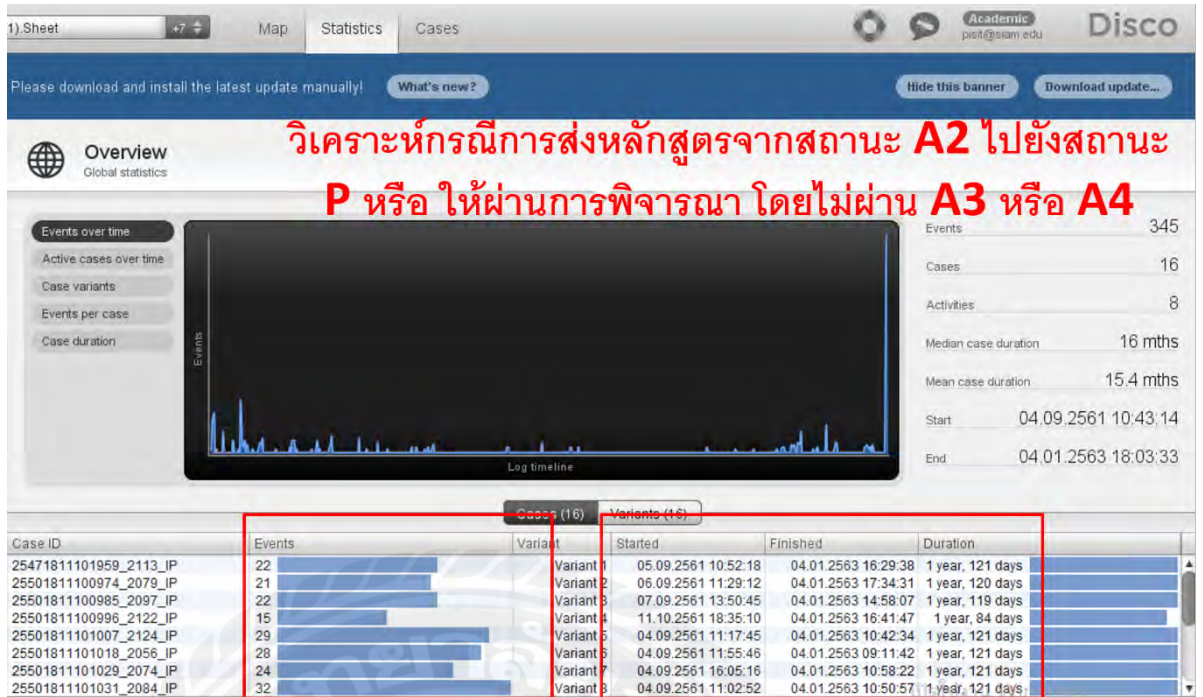 1).Sheet +7 Map Statistics Cases Academic pisit@siam.edu Disco
Please download and install the latest update manually! What's new? Hide this banner Download update...
วิเคราะห์กรณีการส่งหลักสูตรจากสถานะ A2 ไปยังสถานะ
P หรือ ให้ผ่านการพิจารณา โดยไม่ผ่าน A3 หรือ A4
Overview
Global statistics
Events over time
Active cases over time
Case variants
Events per case
Case duration
Events
Log timeline
Events 345
Cases 16
Activities 8
Median case duration 16 mths
Mean case duration 15.4 mths
Start 04.09.2561 10:43:14
End 04.01.2563 18:03:33
Cases (16) Variants (16)
Case ID Events Variant Started Finished Duration
25471811101959_2113_IP 22 Variant 1 05.09.2561 10:52:18 04.01.2563 16:29:38 1 year, 121 days
25501811100974_2079_IP 21 Variant 2 06.09.2561 11:29:12 04.01.2563 17:34:31 1 year, 120 days
25501811100985_2097_IP 22 Variant 3 07.09.2561 13:50:45 04.01.2563 14:58:07 1 year, 119 days
25501811100996_2122_IP 15 Variant 4 11.10.2561 18:35:10 04.01.2563 16:41:47 1 year, 84 days
25501811101007_2124_IP 29 Variant 5 04.09.2561 11:17:45 04.01.2563 10:42:34 1 year, 121 days
25501811101018_2056_IP 28 Variant 6 04.09.2561 11:55:46 04.01.2563 09:11:42 1 year, 121 days
25501811101029_2074_IP 24 Variant 7 04.09.2561 16:05:16 04.01.2563 10:58:22 1 year, 121 days
25501811101031_2084_IP 32 Variant 8 04.09.2561 11:02:52 04.01.2563 10:50:57 1 year, 121 days